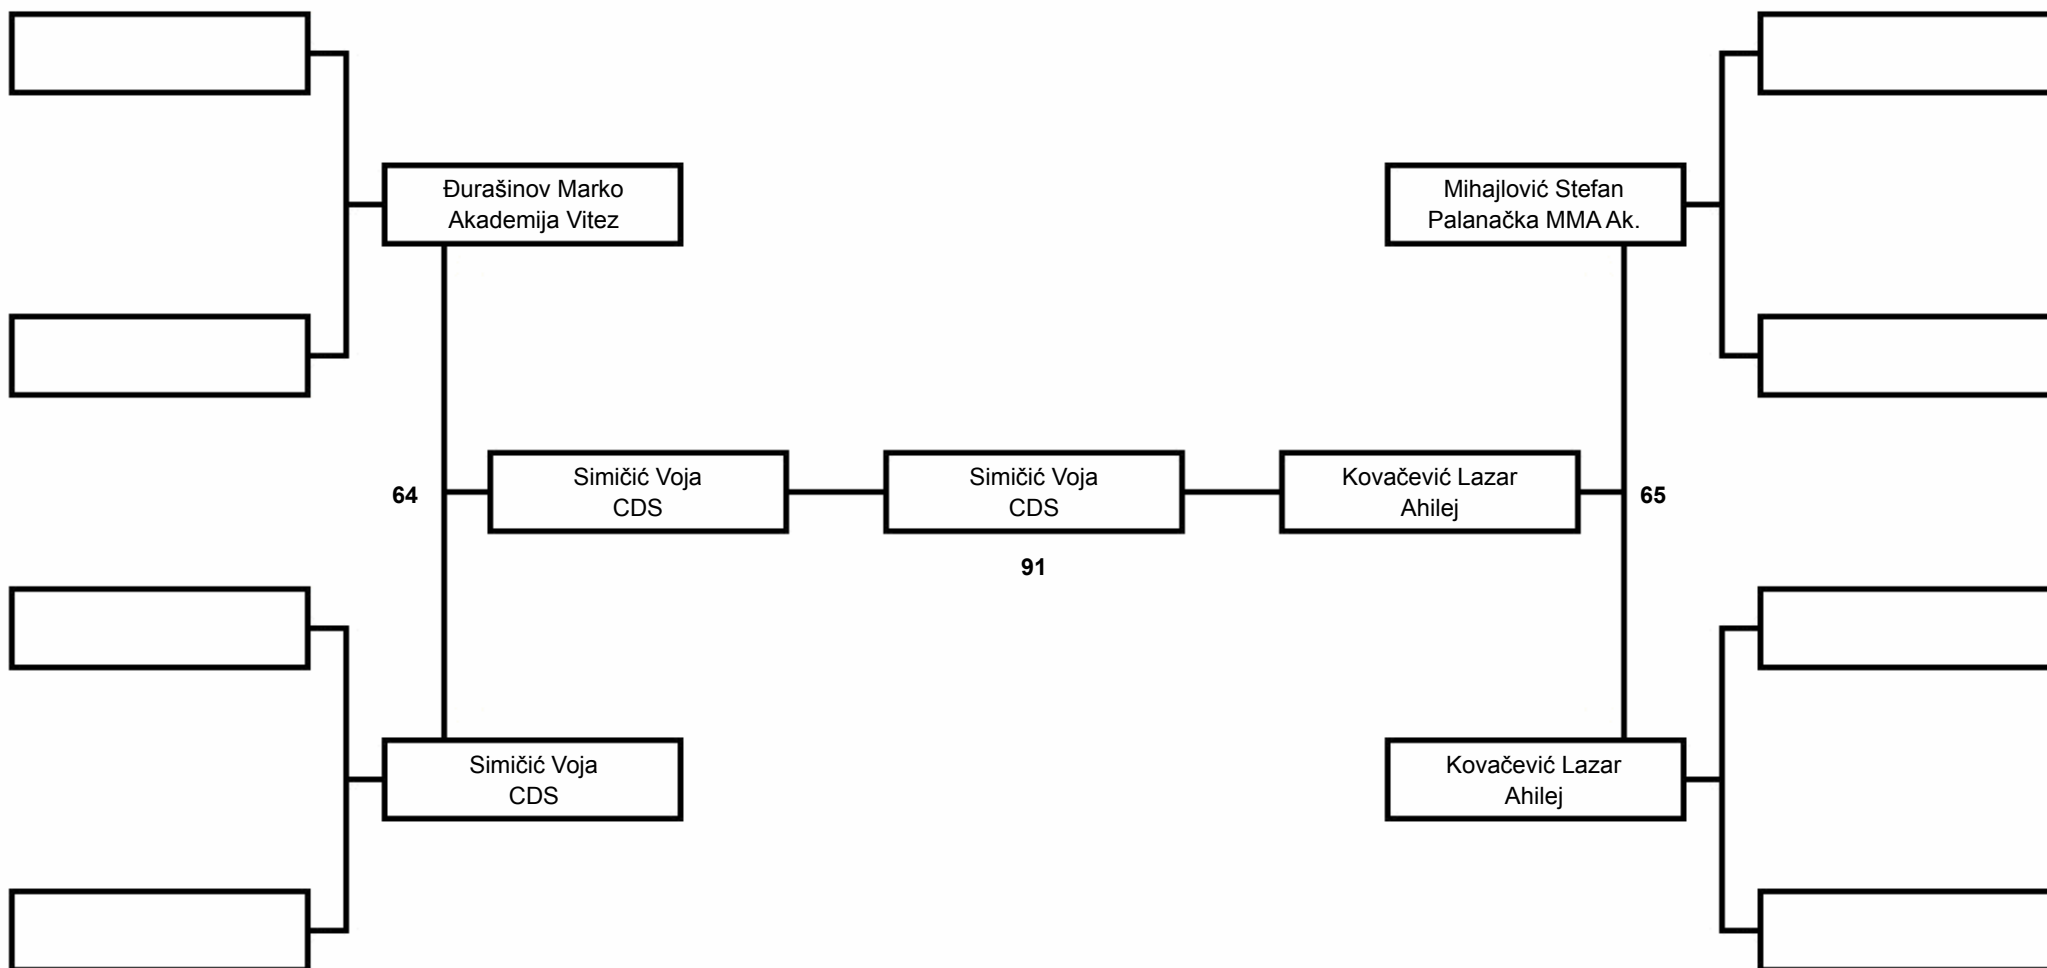 Đurašinov Marko
Akademija Vitez
Mihajlović Stefan
Palanačka MMA Ak.
64
Simičić Voja
CDS
Simičić Voja
CDS
91
Kovačević Lazar
Ahilej
65
Simičić Voja
CDS
Kovačević Lazar
Ahilej